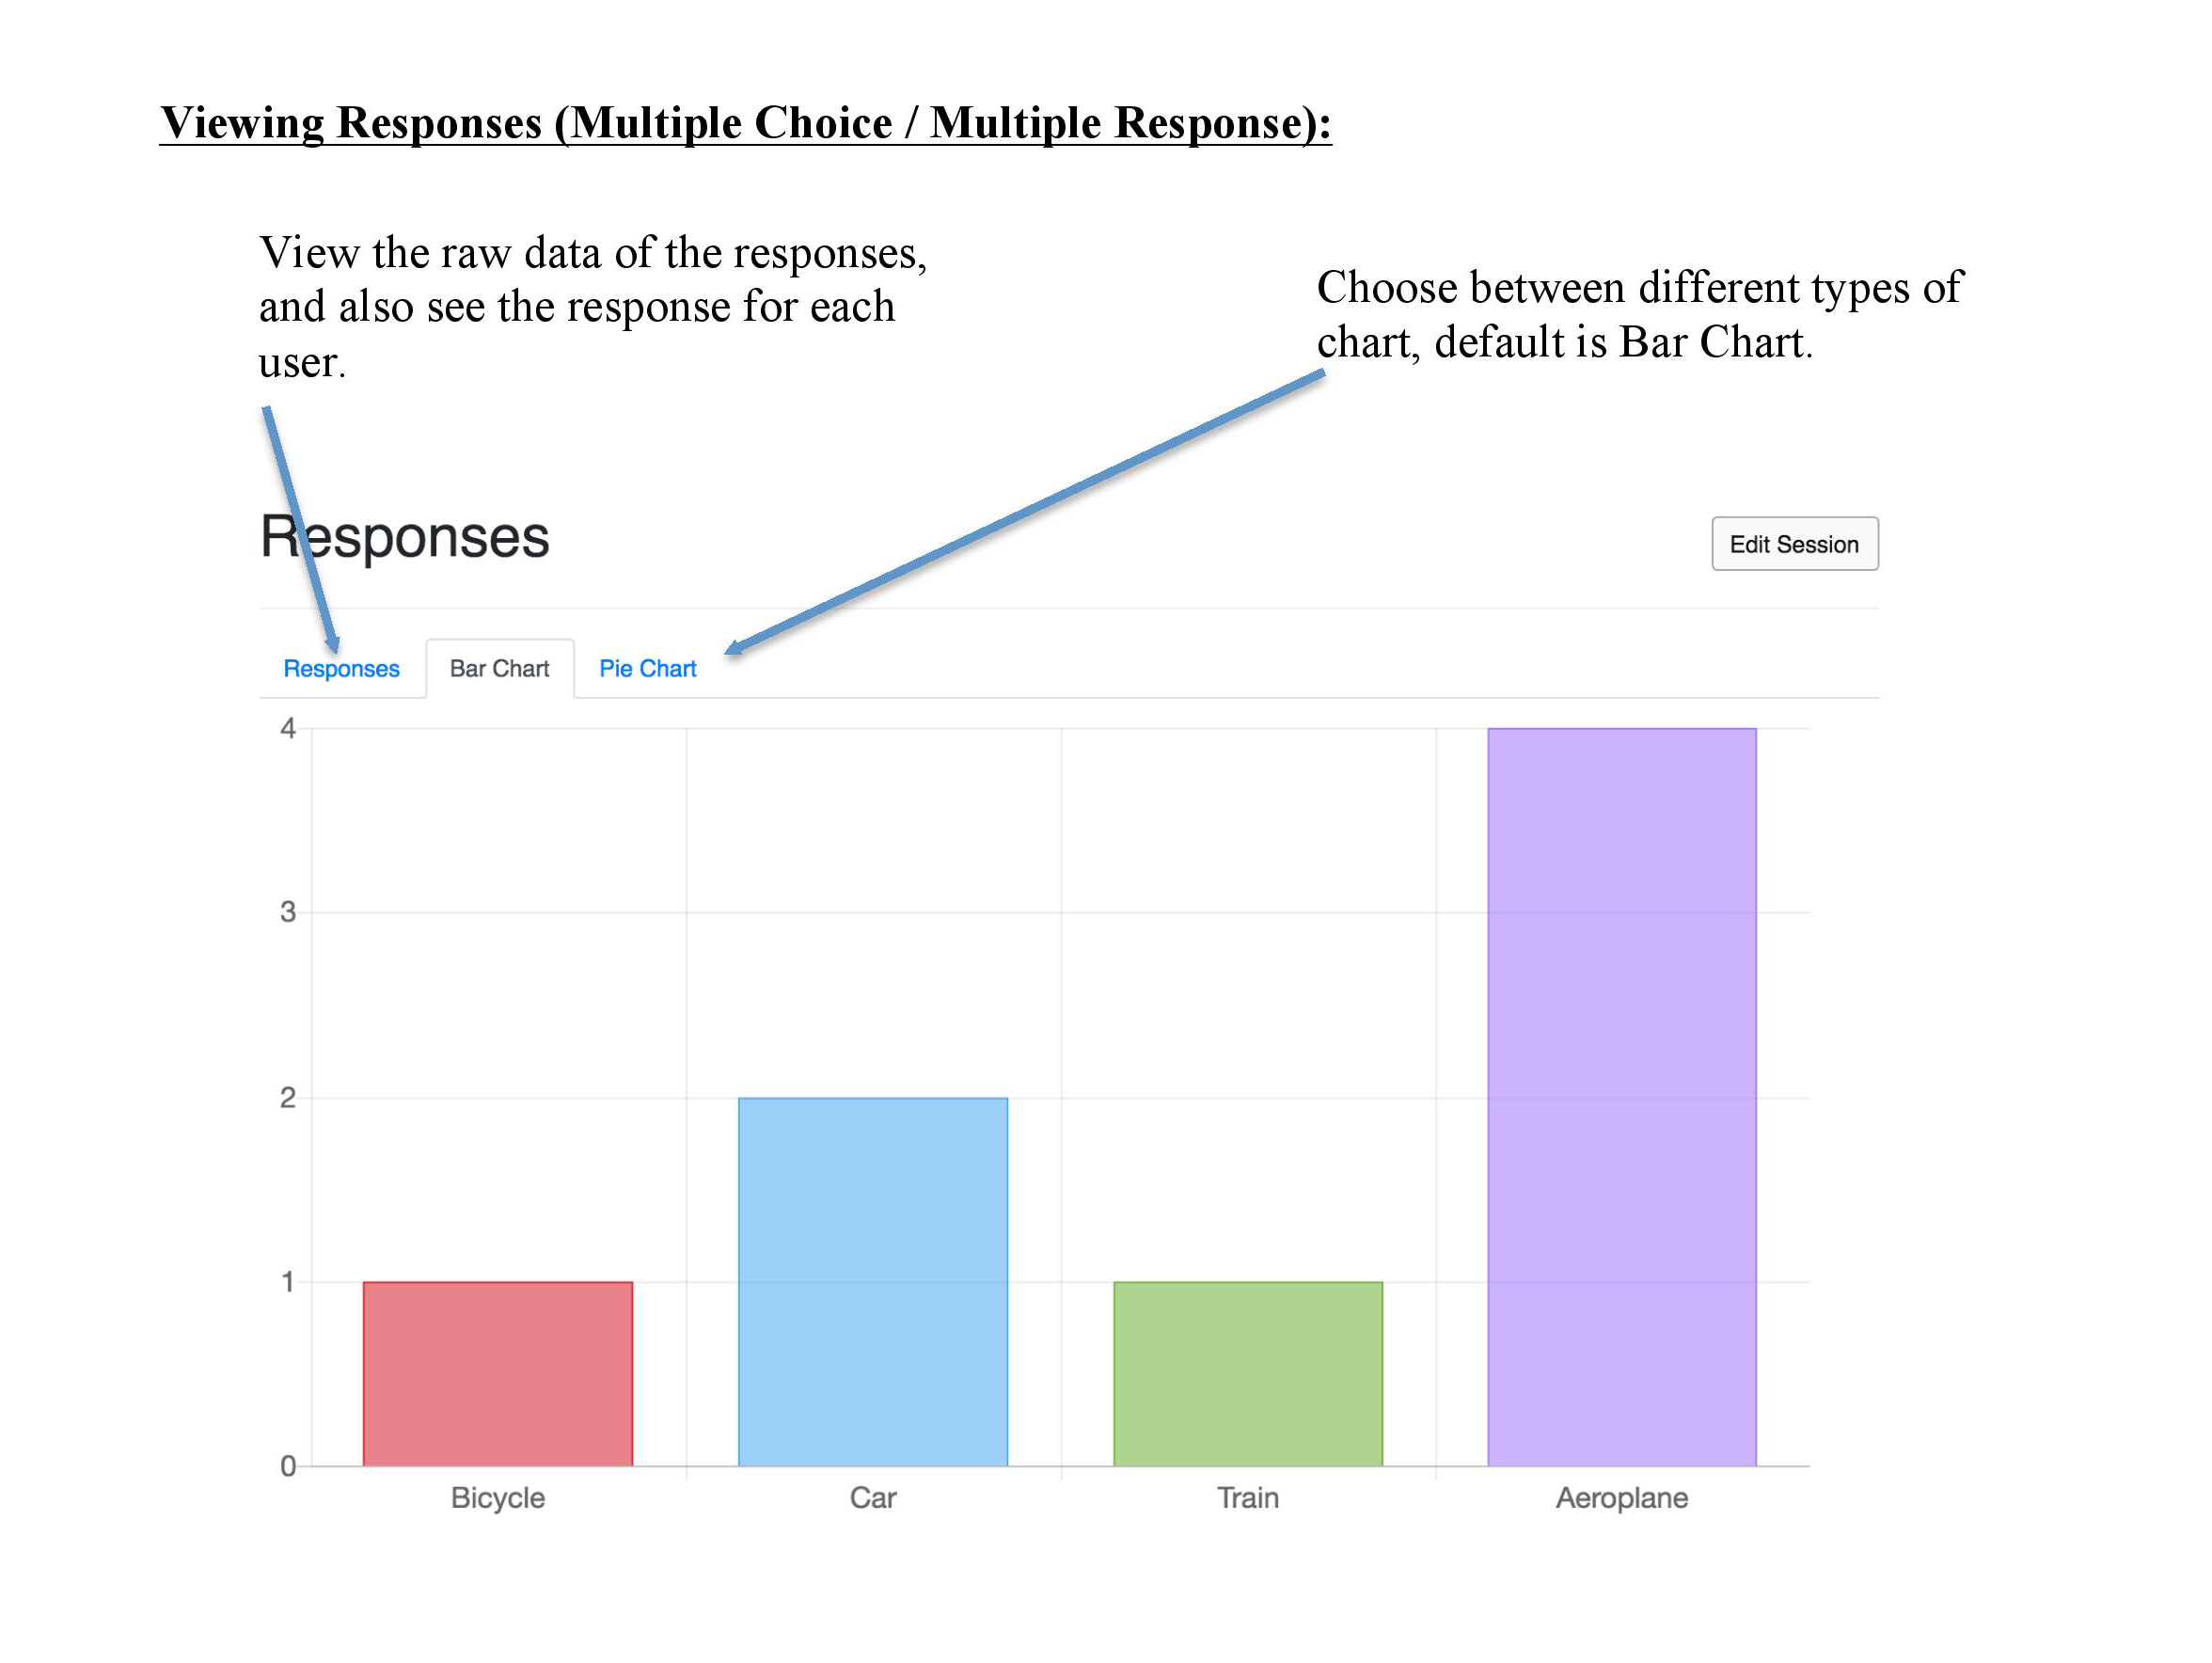 Viewing Responses (Multiple Choice / Multiple Response):
View the raw data of the responses,
and also see the response for each
user.
Choose between different types of
chart, default is Bar Chart.
Responses
Edit Session
Responses Bar Chart Pie Chart
4
3
2
1
0
Bicycle Car Train Aeroplane